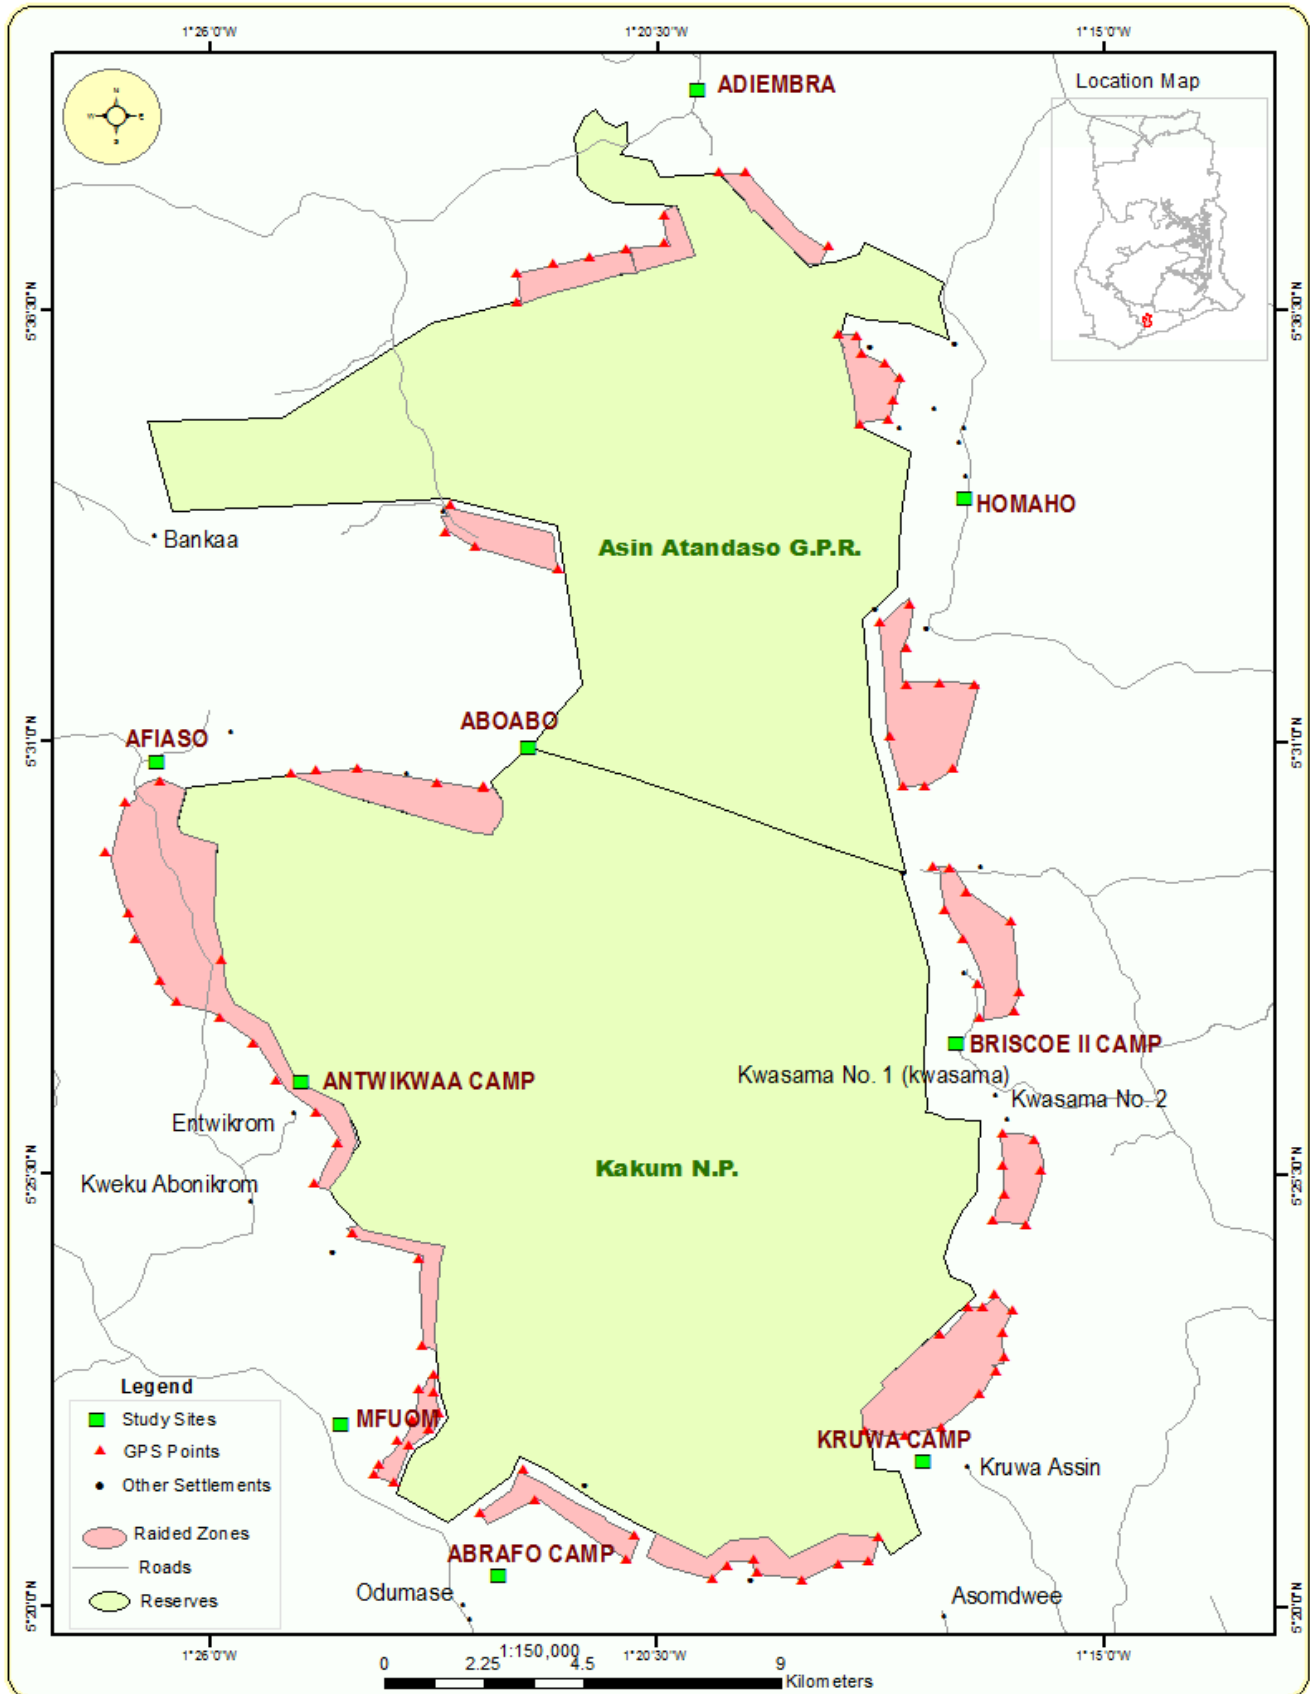 1°26'0"W
1°20'30"W
1°15'0"W
ADIEMBRA
Location Map
N
W
E
S
5°36'30"N
5°36'30"N
HOMAHO
Bankaa
Asin Atandaso G.P.R.
ABOABO
AFIASO
5°31'0"N
5°31'0"N
BRISCOE II CAMP
Kwasama No. 1 (kwasama)
ANTWIKWAA CAMP
Kwasama No. 2
Entwikrom
Kakum N.P.
Kweku Abonikrom
5°25'30"N
5°25'30"N
Legend
Study Sites
GPS Points
Other Settlements
Raided Zones
Roads
Reserves
MFUOM
KRUWA CAMP
Kruwa Assin
ABRAFO CAMP
Odumase
Asomdwee
5°20'0"N
5°20'0"N
1°26'0"W
1°20'30"W
1°15'0"W
1:150,000
0 2.25 4.5 9
Kilometers